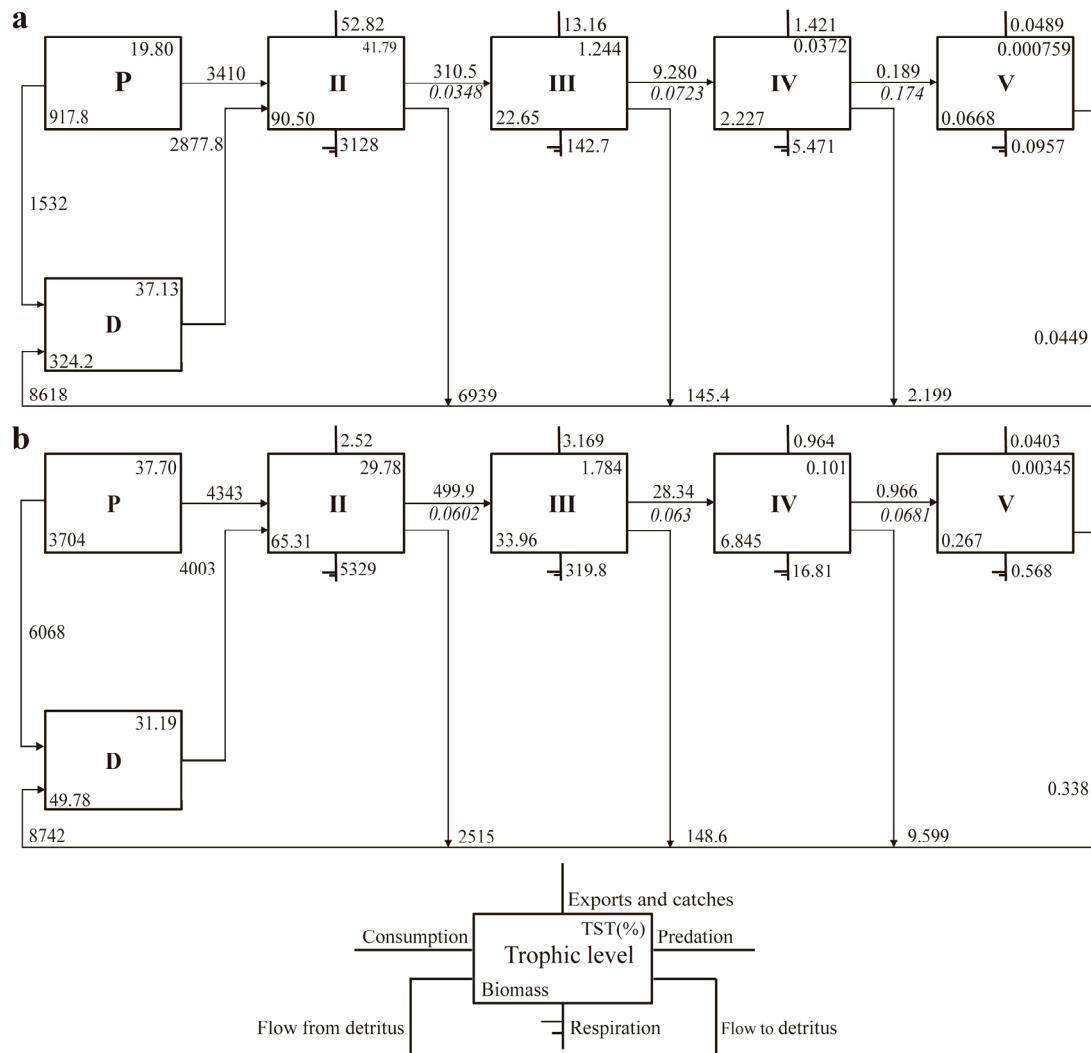 a
52.82
13.16
1.421
0.0489
19.80
41.79
1.244
0.0372
0.000759
P
3410
II
310.5
III
9.280
IV
0.189
V
0.0348
0.0723
0.174
917.8
90.50
22.65
2.227
0.0668
2877.8
3128
142.7
5.471
0.0957
1532
37.13
D
324.2
0.0449
8618
6939
145.4
2.199
b
2.52
3.169
0.964
0.0403
37.70
29.78
1.784
0.101
0.00345
P
4343
II
499.9
III
28.34
IV
0.966
V
0.0602
0.063
0.0681
3704
65.31
33.96
6.845
0.267
4003
5329
319.8
16.81
0.568
6068
31.19
D
49.78
0.338
8742
2515
148.6
9.599
Exports and catches
TST(%)
Consumption
Predation
Trophic level
Biomass
Flow from detritus
Respiration
Flow to detritus